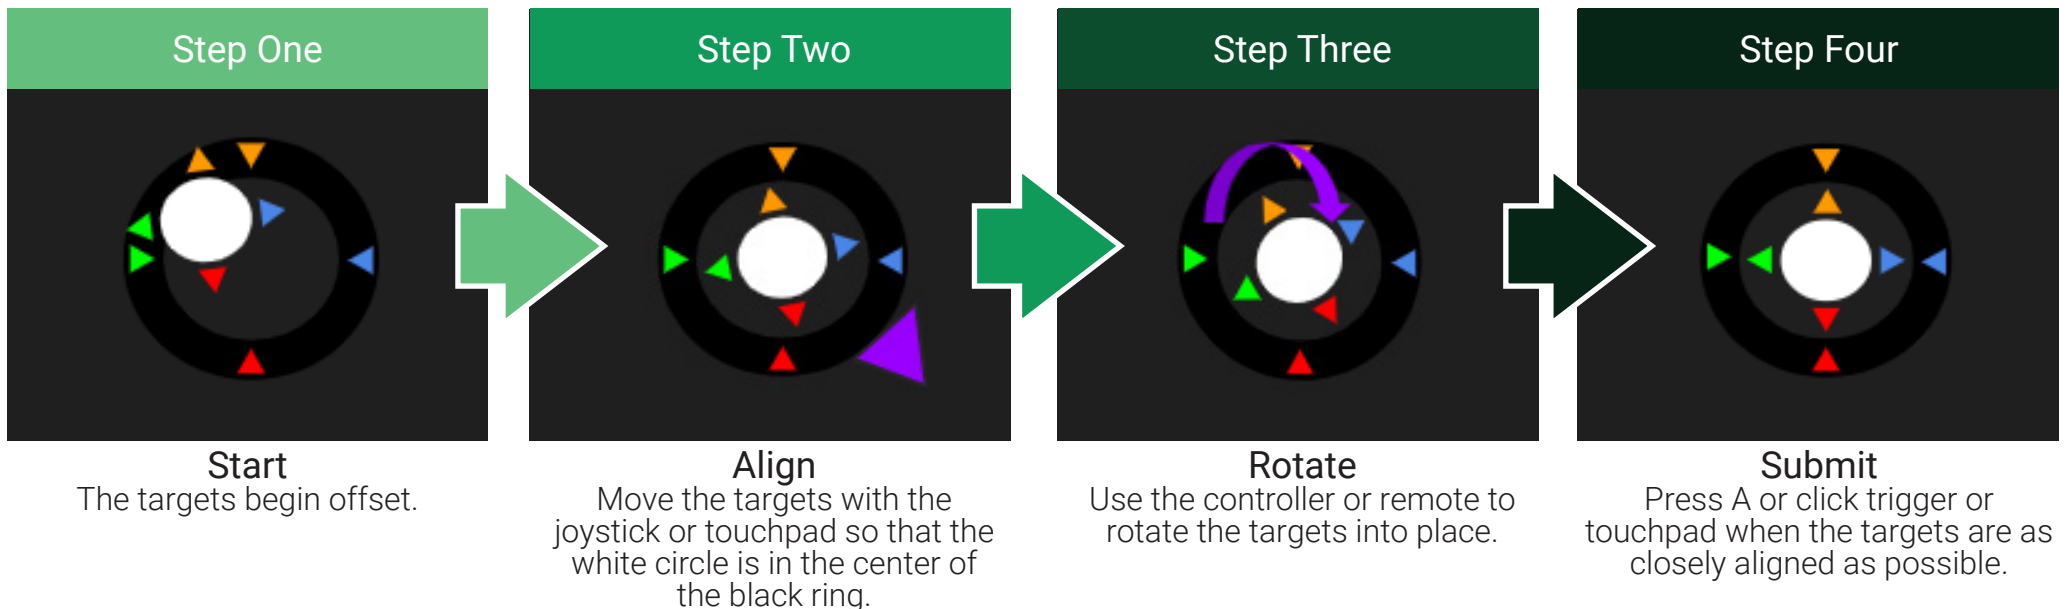 Step One
Step Two
Step Three
Step Four
Start
The targets begin offset.
Align
Move the targets with the
joystick or touchpad so that the
white circle is in the center of
the black ring.
Rotate
Use the controller or remote to
rotate the targets into place.
Submit
Press A or click trigger or
touchpad when the targets are as
closely aligned as possible.